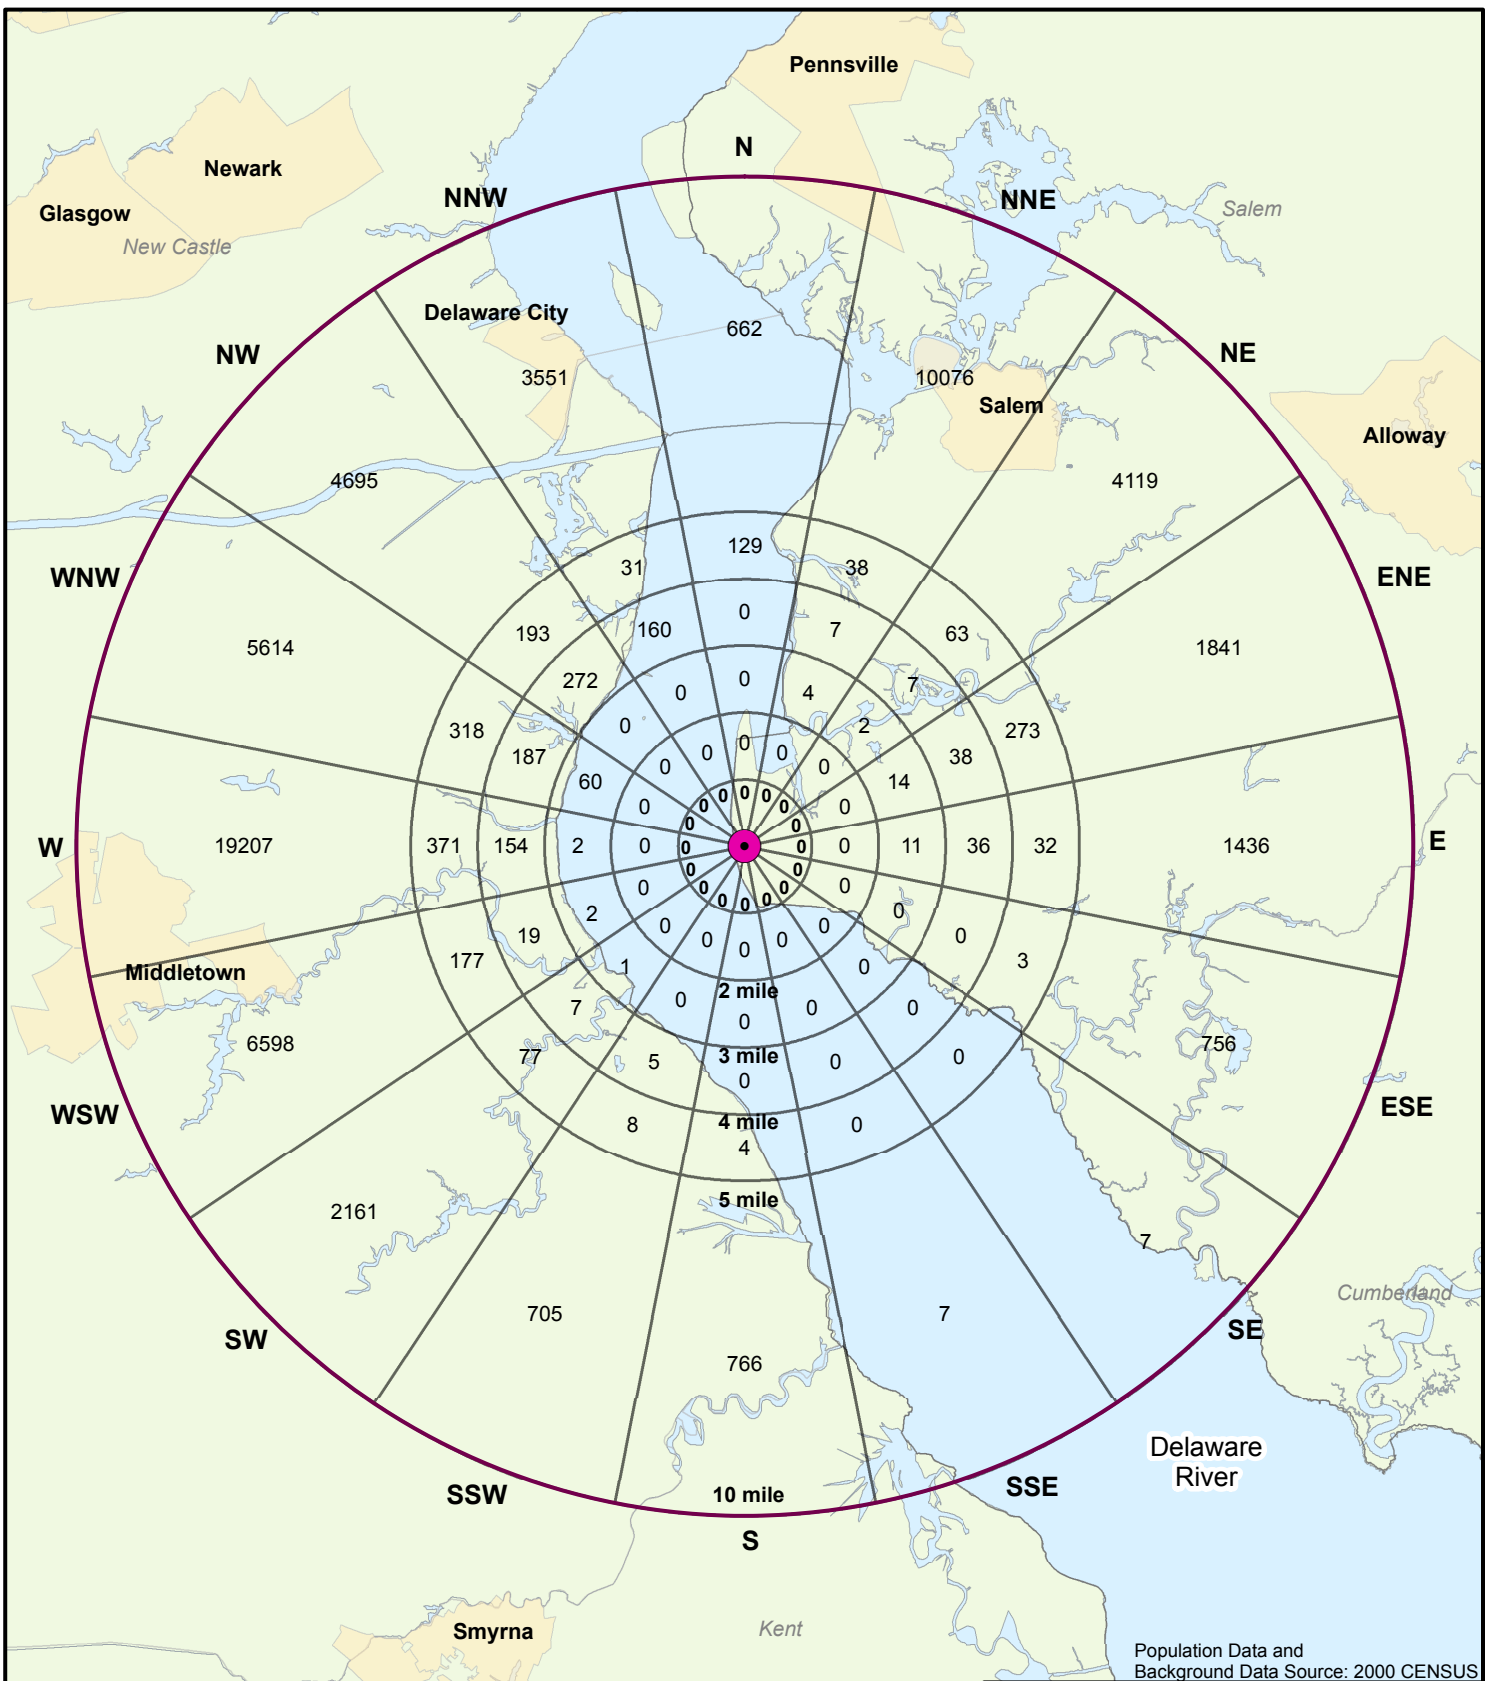 Pennsville
N
Newark
NNW
NNE
Salem
Glasgow
New Castle
Delaware City
662
NW
NE
3551
10076
Salem
Alloway
4695
4119
129
31
38
WNW
ENE
0
160
7
193
63
5614
1841
272
0
0
4
7
318
0
2
273
187
0
0
0
38
60
0
0
14
0
0
0
0
0
0
0
0
0
0
0
W
19207
371
154
2
0
0
0
0
11
36
32
1436
E
0
0
0
0
0
0
0
0
0
0
0
2
0
19
0
0
0
0
0
0
177
1
0
3
Middletown
2 mile
7
0
0
0
0
6598
756
77
5
3 mile
0
0
0
WSW
ESE
8
4 mile
0
4
5 mile
2161
7
Cumberland
705
7
SW
SE
766
Delaware
River
SSW
10 mile
SSE
S
Smyrna
Kent
Population Data and
Background Data Source: 2000 CENSUS